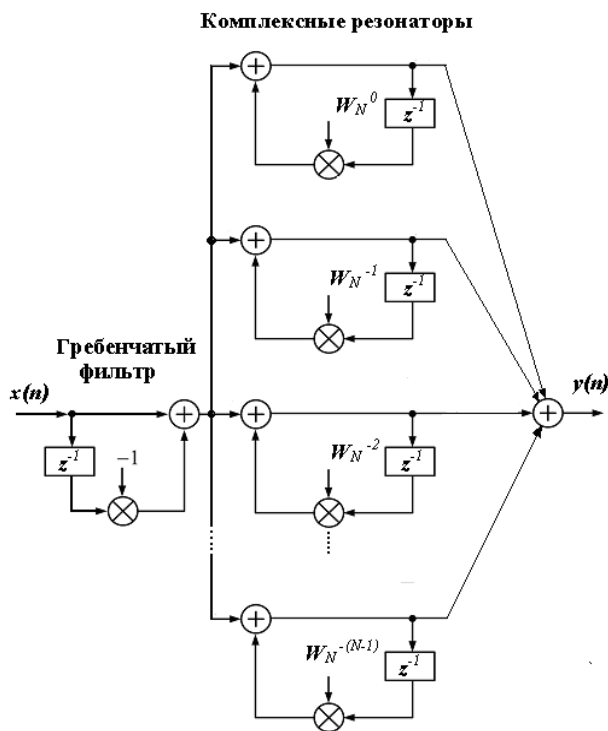 Комплексные резонаторы
W_N^0
z^-1
W_N^-1
z^-1
Гребенчатый
фильтр
x(n)
y(n)
z^-1
−1
W_N^-2
z^-1
W_N^-(N-1)
z^-1